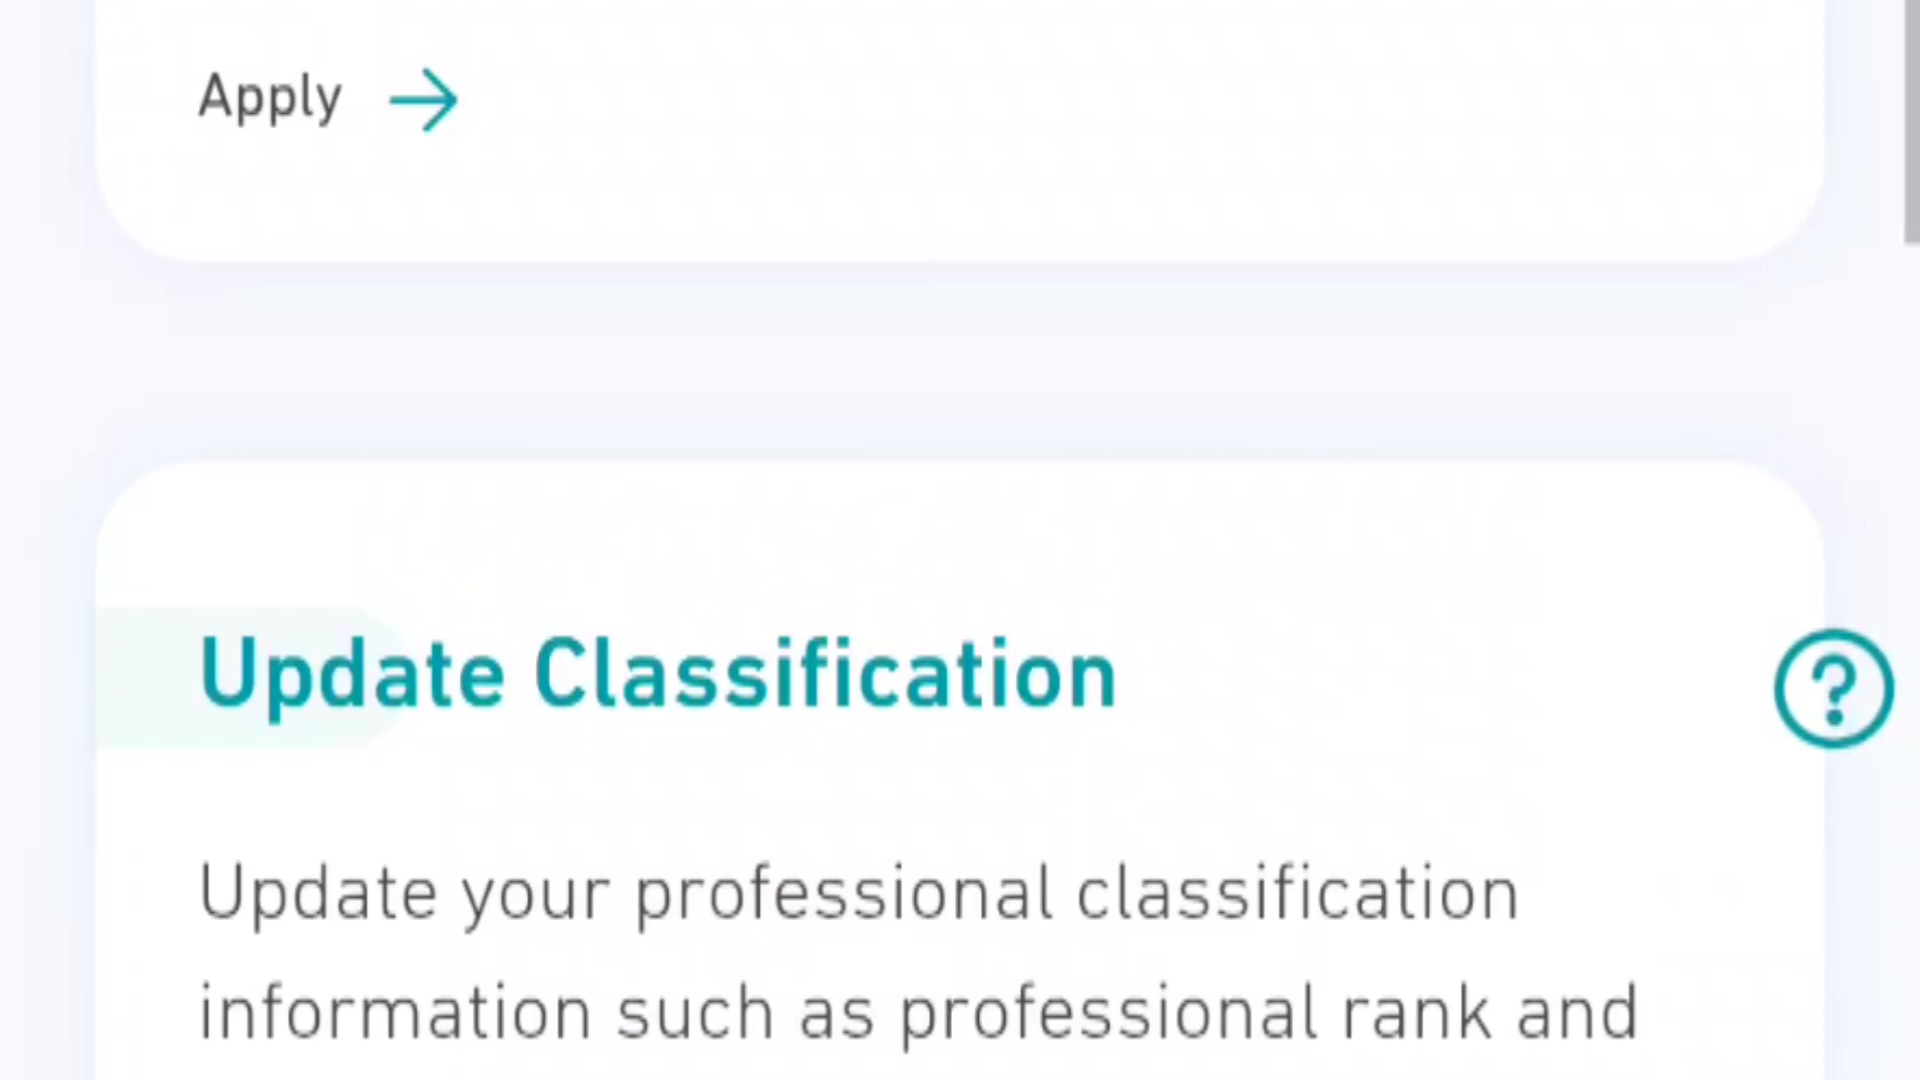 Apply
Update Classification
Update your professional classification
information such as professional rank and